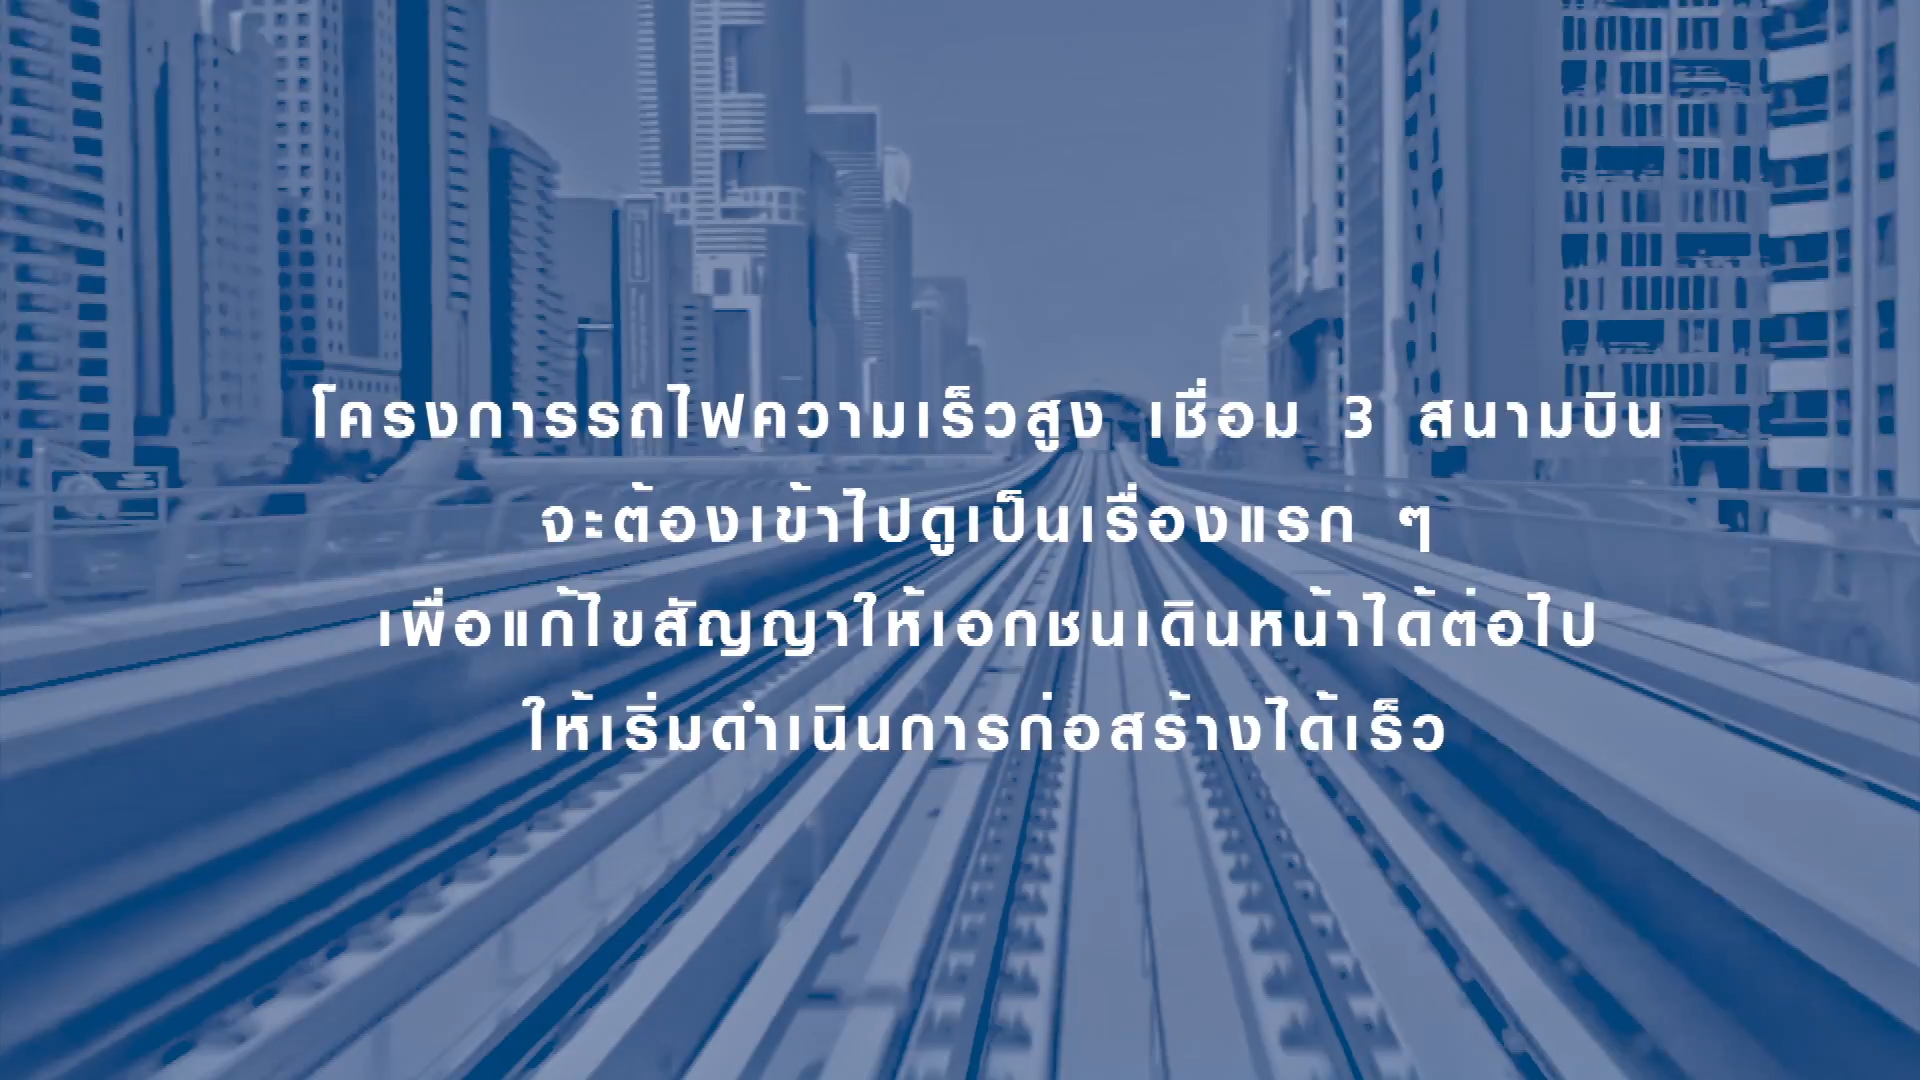 โครงการรถไฟความเร็วสูง เชื่อม 3 สนามบิน
จะต้องเข้าไปดูเป็นเรื่องแรก ๆ
เพื่อแก้ไขสัญญาให้เอกชนเดินหน้าได้ต่อไป
ให้เริ่มดำเนินการก่อสร้างได้เร็ว